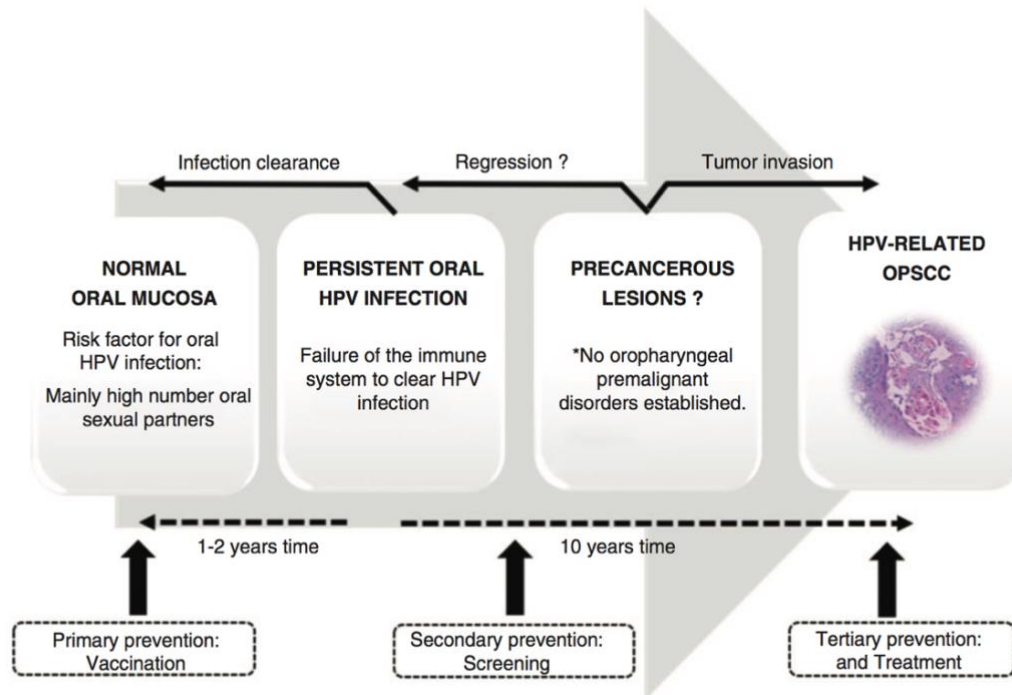 Infection clearance
Regression ?
Tumor invasion
NORMAL
ORAL MUCOSA
Risk factor for oral
HPV infection:
Mainly high number oral
sexual partners
PERSISTENT ORAL
HPV INFECTION
Failure of the immune
system to clear HPV
infection
PRECANCEROUS
LESIONS ?
*No oropharyngeal
premalignant
disorders established.
HPV-RELATED
OPSCC
1-2 years time
10 years time
Primary prevention:
Vaccination
Secondary prevention:
Screening
Tertiary prevention:
and Treatment